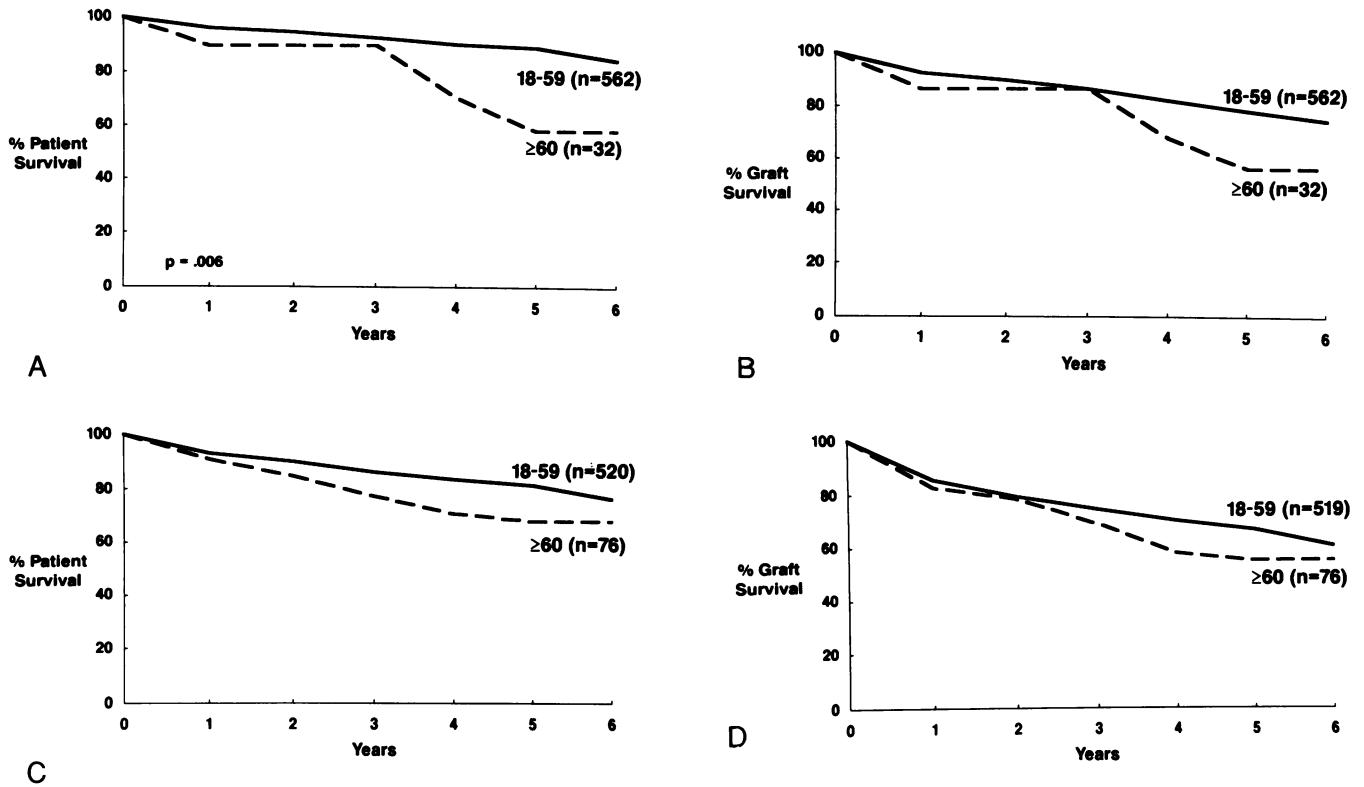 100
80
60
40
20
0
% Patient
Survival
18-59 (n=562)
≥60 (n=32)
p = .006
0 1 2 3 4 5 6
Years
A
100
80
60
40
20
0
% Graft
Survival
18-59 (n=562)
≥60 (n=32)
0 1 2 3 4 5 6
Years
B
100
80
60
40
20
0
% Patient
Survival
18-59 (n=520)
≥60 (n=76)
0 1 2 3 4 5 6
Years
C
100
80
60
40
20
0
% Graft
Survival
18-59 (n=519)
≥60 (n=76)
0 1 2 3 4 5 6
Years
D